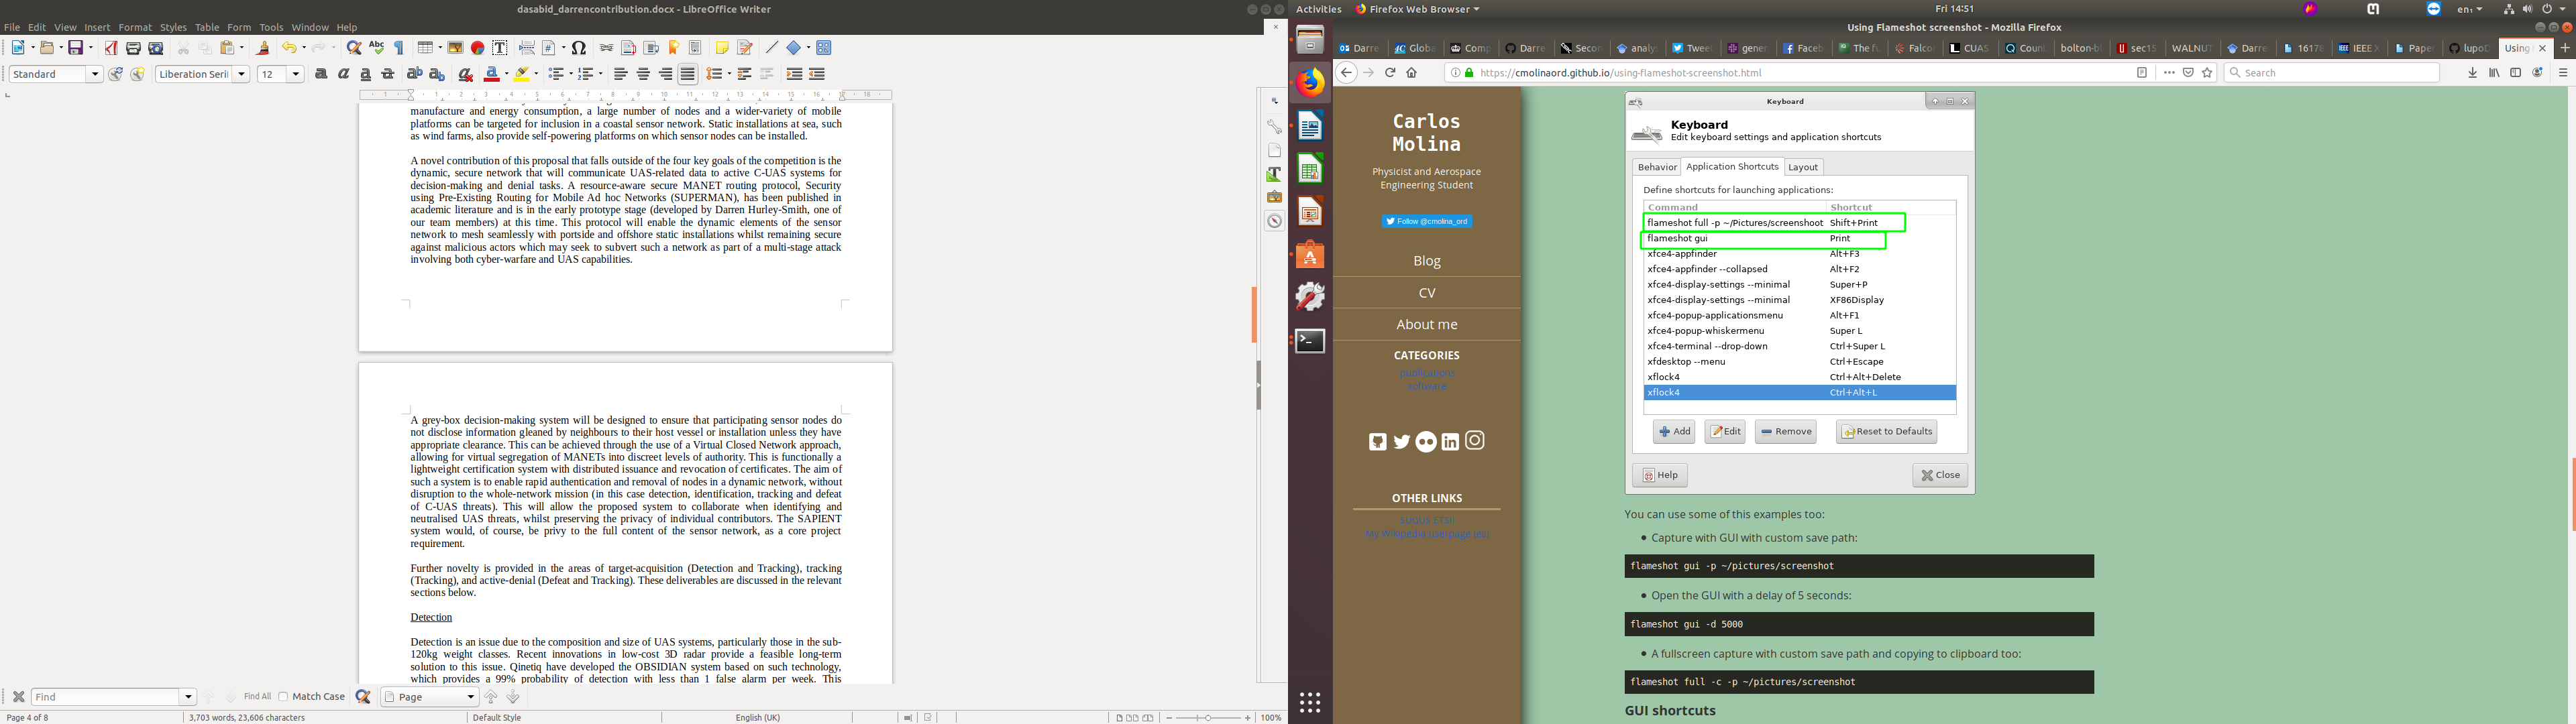 dasabid_darrencontribution.docx - LibreOffice Writer
File Edit View Insert Format Styles Table Form Tools Window Help
Standard
Liberation Seri
12
manufacture and energy consumption, a large number of nodes and a wider-variety of mobile
platforms can be targeted for inclusion in a coastal sensor network. Static installations at sea, such
as wind farms, also provide self-powering platforms on which sensor nodes can be installed.
A novel contribution of this proposal that falls outside of the four key goals of the competition is the
dynamic, secure network that will communicate UAS-related data to active C-UAS systems for
decision-making and denial tasks. A resource-aware secure MANET routing protocol, Security
using Pre-Existing Routing for Mobile Ad hoc Networks (SUPERMAN), has been published in
academic literature and is in the early prototype stage (developed by Darren Hurley-Smith, one of
our team members) at this time. This protocol will enable the dynamic elements of the sensor
network to mesh seamlessly with portside and offshore static installations whilst remaining secure
against malicious actors which may seek to subvert such a network as part of a multi-stage attack
involving both cyber-warfare and UAS capabilities.
A grey-box decision-making system will be designed to ensure that participating sensor nodes do
not disclose information gleaned by neighbours to their host vessel or installation unless they have
appropriate clearance. This can be achieved through the use of a Virtual Closed Network approach,
allowing for virtual segregation of MANETs into discreet levels of authority. This is functionally a
lightweight certification system with distributed issuance and revocation of certificates. The aim of
such a system is to enable rapid authentication and removal of nodes in a dynamic network, without
disruption to the whole-network mission (in this case detection, identification, tracking and defeat
of C-UAS threats). This will allow the proposed system to collaborate when identifying and
neutralised UAS threats, whilst preserving the privacy of individual contributors. The SAPIENT
system would, of course, be privy to the full content of the sensor network, as a core project
requirement.
Further novelty is provided in the areas of target-acquisition (Detection and Tracking), tracking
(Tracking), and active-denial (Defeat and Tracking). These deliverables are discussed in the relevant
sections below.
Detection
Detection is an issue due to the composition and size of UAS systems, particularly those in the sub-
120kg weight classes. Recent innovations in low-cost 3D radar provide a feasible long-term
solution to this issue. Qinetiq have developed the OBSIDIAN system based on such technology,
which provides a 99% probability of detection with less than 1 false alarm per week. This
Find
Find All
Match Case
Page
Page 4 of 8
3,703 words, 23,606 characters
Default Style
English (UK)
100%
Activities
Firefox Web Browser
Fri 14:51
en₁
Using Flameshot screenshot - Mozilla Firefox
Darre Globa Comp Darre Secon analys Tweet gener Faceb The fu Falco CUAS Count bolton-b sec15 WALNUT Darre 16178 IEEE X Pape lupoD Using
https://cmolinaord.github.io/using-flameshot-screenshot.html
Search
Carlos
Molina
Physicist and Aerospace
Engineering Student
Follow @cmolina_ord
Blog
CV
About me
CATEGORIES
publications
software
OTHER LINKS
My Wikipedia userpage (es)
Keyboard
Keyboard
Edit keyboard settings and application shortcuts
Behavior Application Shortcuts Layout
Define shortcuts for launching applications:
Command Shortcut
flameshot full -p ~/Pictures/screenshoot Shift+Print
flameshot gui Print
xfce4-appfinder Alt+F3
xfce4-appfinder --collapsed Alt+F2
xfce4-display-settings --minimal Super+P
xfce4-display-settings --minimal XF86Display
xfce4-popup-applicationsmenu Alt+F1
xfce4-popup-whiskermenu Super L
xfce4-terminal --drop-down Ctrl+Super L
xfdesktop --menu Ctrl+Escape
xflock4 Ctrl+Alt+Delete
xflock4 Ctrl+Alt+L
Add Edit Remove Reset to Defaults
Help Close
You can use some of this examples too:
• Capture with GUI with custom save path:
flameshot gui -p ~/pictures/screenshot
• Open the GUI with a delay of 5 seconds:
flameshot gui -d 5000
• A fullscreen capture with custom save path and copying to clipboard too:
flameshot full -c -p ~/pictures/screenshot
GUI shortcuts